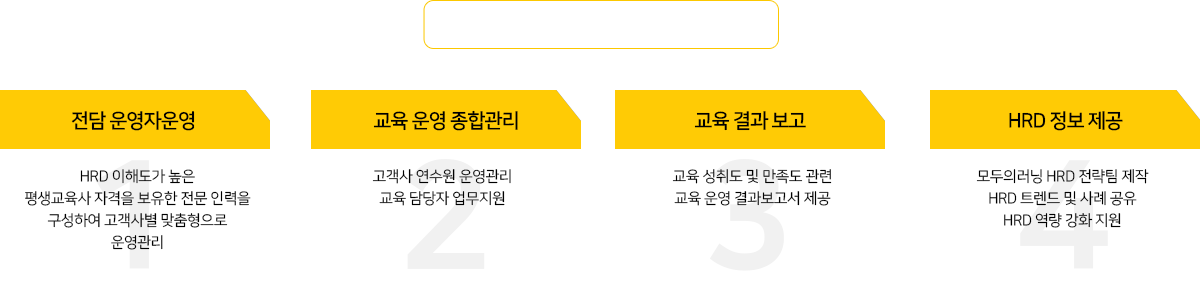 전담 운영자운영
1
HRD 이해도가 높은
평생교육사 자격을 보유한 전문 인력을
구성하여 고객사별 맞춤형으로
운영관리
교육 운영 종합관리
2
고객사 연수원 운영관리
교육 담당자 업무지원
교육 결과 보고
3
교육 성취도 및 만족도 관련
교육 운영 결과보고서 제공
HRD 정보 제공
4
모두의러닝 HRD 전략팀 제작
HRD 트렌드 및 사례 공유
HRD 역량 강화 지원